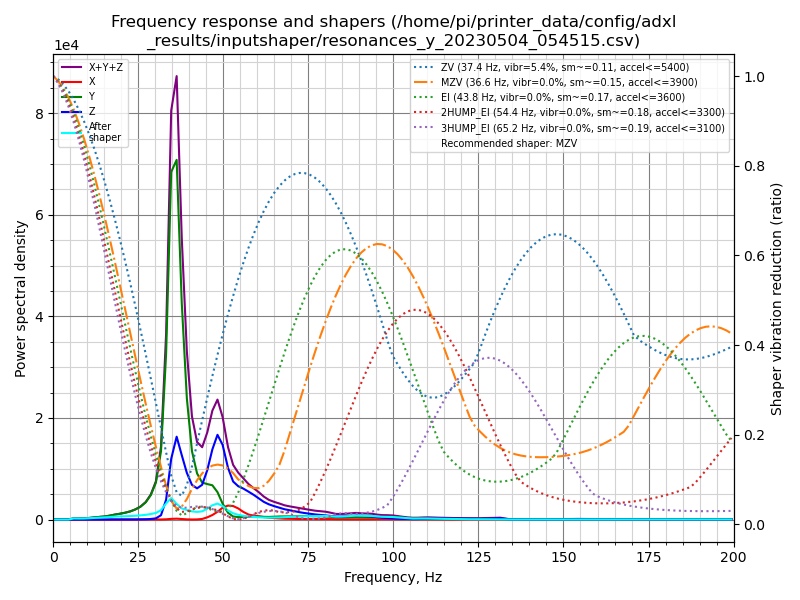 Frequency response and shapers (/home/pi/printer_data/config/adxl
_results/inputshaper/resonances_y_20230504_054515.csv)
1e4
X+Y+Z
X
Y
Z
After
shaper
ZV (37.4 Hz, vibr=5.4%, sm~=0.11, accel<=5400)
MZV (36.6 Hz, vibr=0.0%, sm~=0.15, accel<=3900)
EI (43.8 Hz, vibr=0.0%, sm~=0.17, accel<=3600)
2HUMP_EI (54.4 Hz, vibr=0.0%, sm~=0.18, accel<=3300)
3HUMP_EI (65.2 Hz, vibr=0.0%, sm~=0.19, accel<=3100)
Recommended shaper: MZV
Power spectral density
8
6
4
2
0
1.0
0.8
0.6
0.4
0.2
0.0
Shaper vibration reduction (ratio)
0 25 50 75 100 125 150 175 200
Frequency, Hz